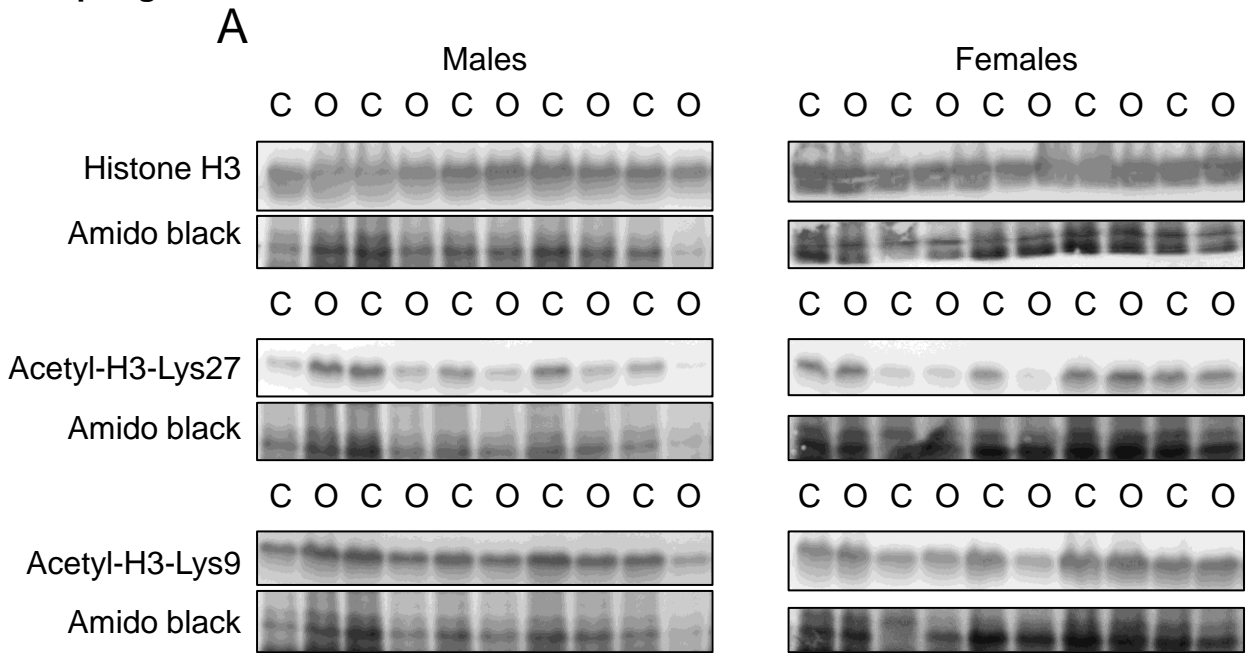 A
Males Females
C O C O C O C O C O C O C O C O C O C O
Histone H3
Amido black
C O C O C O C O C O C O C O C O C O C O
Acetyl-H3-Lys27
Amido black
C O C O C O C O C O C O C O C O C O C O
Acetyl-H3-Lys9
Amido black